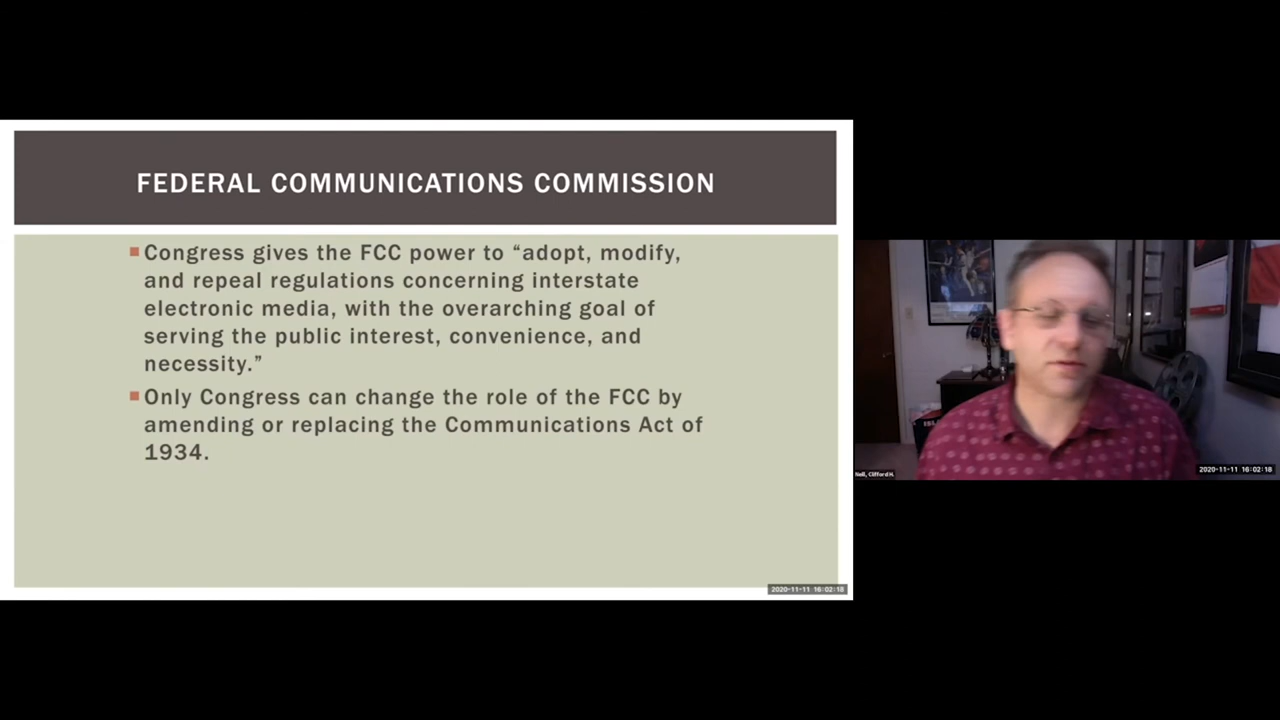 FEDERAL COMMUNICATIONS COMMISSION
Congress gives the FCC power to “adopt, modify,
and repeal regulations concerning interstate
electronic media, with the overarching goal of
serving the public interest, convenience, and
necessity.”
Only Congress can change the role of the FCC by
amending or replacing the Communications Act of
1934.
2020-11-11 16:02:18
Neill, Clifford H.
2020-11-11 16:02:18